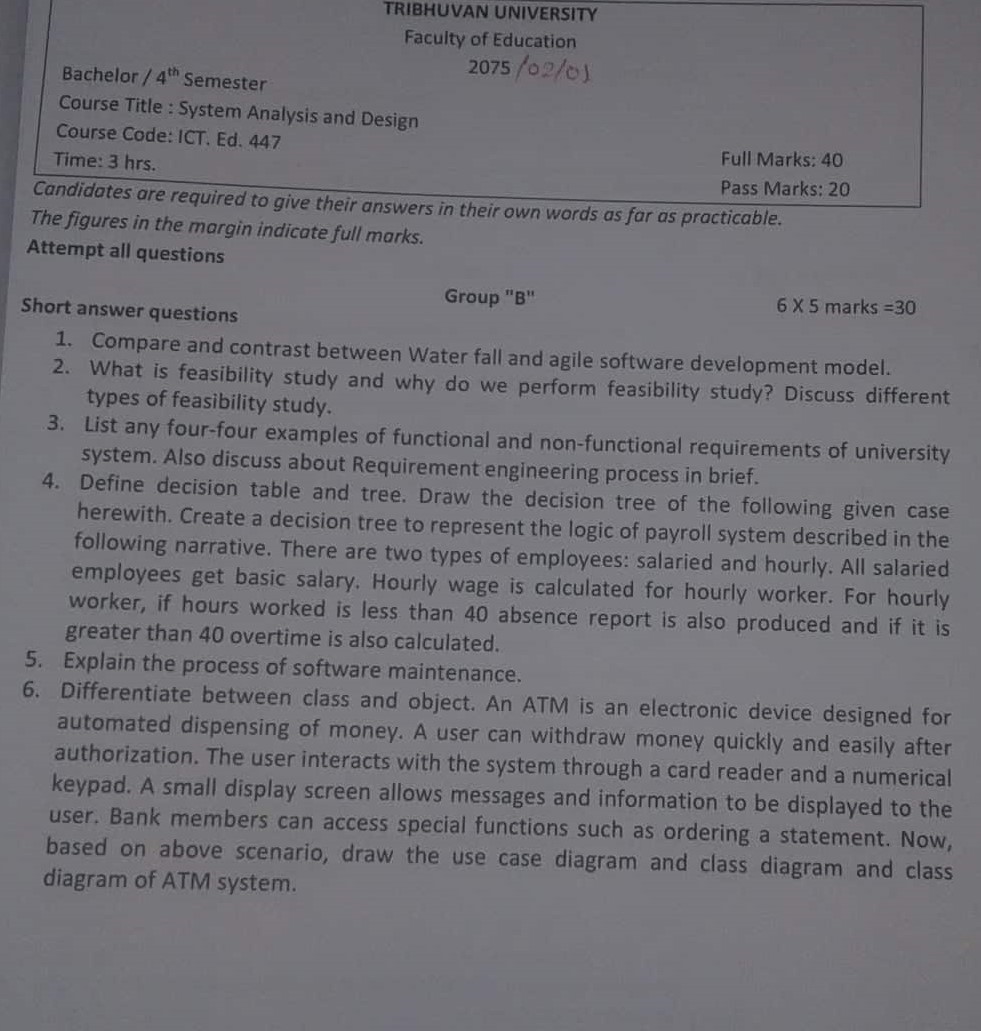 TRIBHUVAN UNIVERSITY
Faculty of Education
2075/02/01
Bachelor / 4th Semester
Course Title : System Analysis and Design
Course Code: ICT. Ed. 447
Full Marks: 40
Time: 3 hrs.
Pass Marks: 20
Candidates are required to give their answers in their own words as far as practicable.
The figures in the margin indicate full marks.
Attempt all questions
Group "B"
6 X 5 marks =30
Short answer questions
1. Compare and contrast between Water fall and agile software development model.
2. What is feasibility study and why do we perform feasibility study? Discuss different
types of feasibility study.
3. List any four-four examples of functional and non-functional requirements of university
system. Also discuss about Requirement engineering process in brief.
4. Define decision table and tree. Draw the decision tree of the following given case
herewith. Create a decision tree to represent the logic of payroll system described in the
following narrative. There are two types of employees: salaried and hourly. All salaried
employees get basic salary. Hourly wage is calculated for hourly worker. For hourly
worker, if hours worked is less than 40 absence report is also produced and if it is
greater than 40 overtime is also calculated.
5. Explain the process of software maintenance.
6. Differentiate between class and object. An ATM is an electronic device designed for
automated dispensing of money. A user can withdraw money quickly and easily after
authorization. The user interacts with the system through a card reader and a numerical
keypad. A small display screen allows messages and information to be displayed to the
user. Bank members can access special functions such as ordering a statement. Now,
based on above scenario, draw the use case diagram and class diagram and class
diagram of ATM system.